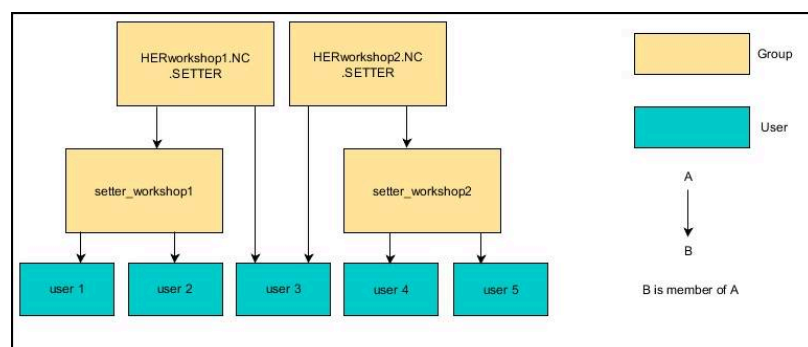 HERworkshop1.NC
.SETTER
HERworkshop2.NC
.SETTER
Group
User
setter_workshop1
setter_workshop2
A
B
user 1
user 2
user 3
user 4
user 5
B is member of A